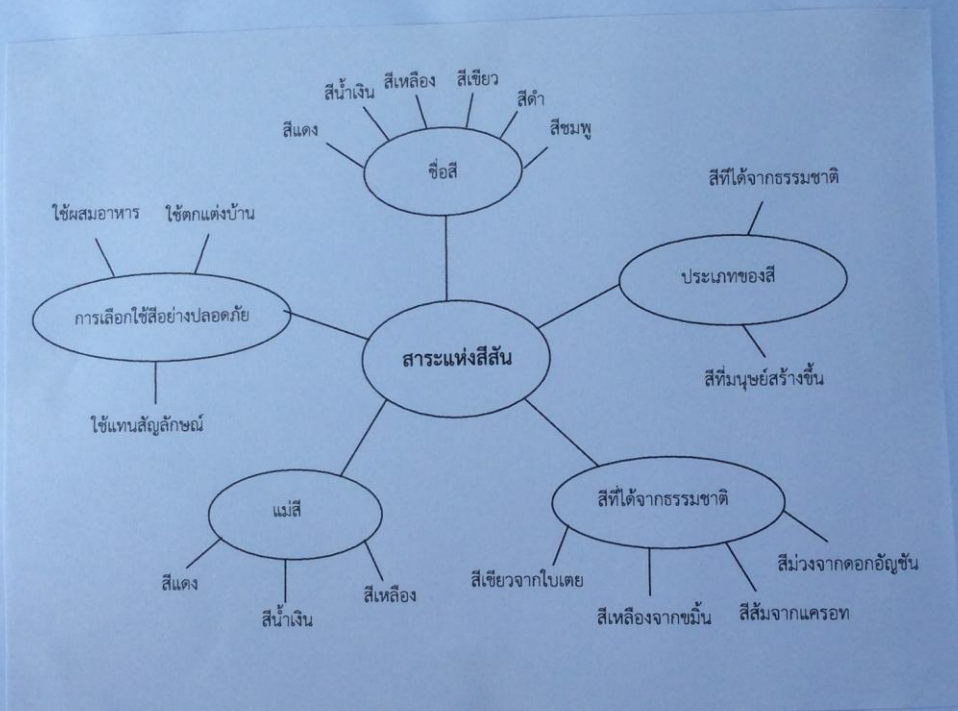 สีแดง
สีน้ำเงิน
สีเหลือง
สีเขียว
สีดำ
สีชมพู
ชื่อสี
สีที่ได้จากธรรมชาติ
ประเภทของสี
สีที่มนุษย์สร้างขึ้น
ใช้ผสมอาหาร
ใช้ตกแต่งบ้าน
การเลือกใช้สีอย่างปลอดภัย
ใช้แทนสัญลักษณ์
สาระแห่งสีสัน
แม่สี
สีแดง
สีน้ำเงิน
สีเหลือง
สีที่ได้จากธรรมชาติ
สีเขียวจากใบเตย
สีเหลืองจากขมิ้น
สีส้มจากแครอท
สีม่วงจากดอกอัญชัน